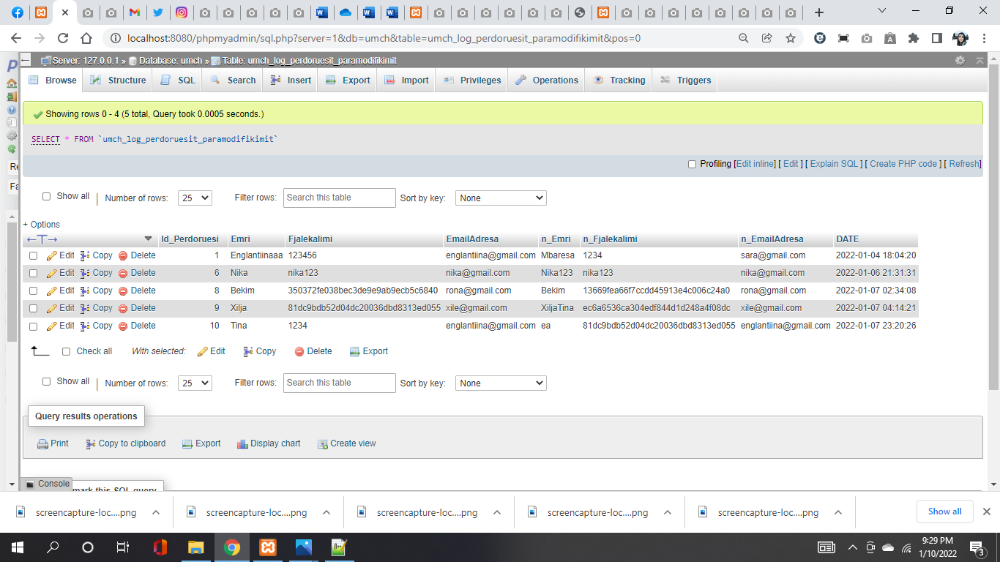 localhost:8080/phpmyadmin/sql.php?server=1&db=umch&table=umch_log_perdoruesit_paramodifikimit&pos=0
Server: 127.0.0.1 » Database: umch » Table: umch_log_perdoruesit_paramodifikimit
Browse Structure SQL Search Insert Export Import Privileges Operations Tracking Triggers
Showing rows 0 - 4 (5 total, Query took 0.0005 seconds.)
SELECT * FROM `umch_log_perdoruesit_paramodifikimit`
Profiling [Edit inline] [ Edit ] [ Explain SQL ] [ Create PHP code ] [ Refresh]
Show all Number of rows: 25 Filter rows: Search this table Sort by key: None
+ Options
Id_Perdoruesi Emri Fjalekalimi EmailAdresa n_Emri n_Fjalekalimi n_EmailAdresa DATE
Edit Copy Delete 1 Englantiinaaa 123456 englantiina@gmail.com Mbaresa 1234 sara@gmail.com 2022-01-04 18:04:20
Edit Copy Delete 6 Nika nika123 nika@gmail.com Nika123 nika123 nika@gmail.com 2022-01-06 21:31:31
Edit Copy Delete 8 Bekim 350372fe038bec3de9e9ab9ecb5c6840 rona@gmail.com Bekim 13669fea66f7ccdd45913e4c006c24a0 rona@gmail.com 2022-01-07 02:34:08
Edit Copy Delete 9 Xilja 81dc9bdb52d04dc20036dbd8313ed055 xile@gmail.com XiljaTina ec6a6536ca304edf844d1d248a4f08dc xile@gmail.com 2022-01-07 04:14:21
Edit Copy Delete 10 Tina 1234 englantiina@gmail.com ea 81dc9bdb52d04dc20036dbd8313ed055 englantiina@gmail.com 2022-01-07 23:20:26
Check all With selected: Edit Copy Delete Export
Show all Number of rows: 25 Filter rows: Search this table Sort by key: None
Query results operations
Print Copy to clipboard Export Display chart Create view
Console
mark this SQL query
Re
Fa
screencapture-loc....png screencapture-loc....png screencapture-loc....png screencapture-loc....png screencapture-loc....png Show all
9:29 PM
1/10/2022
3